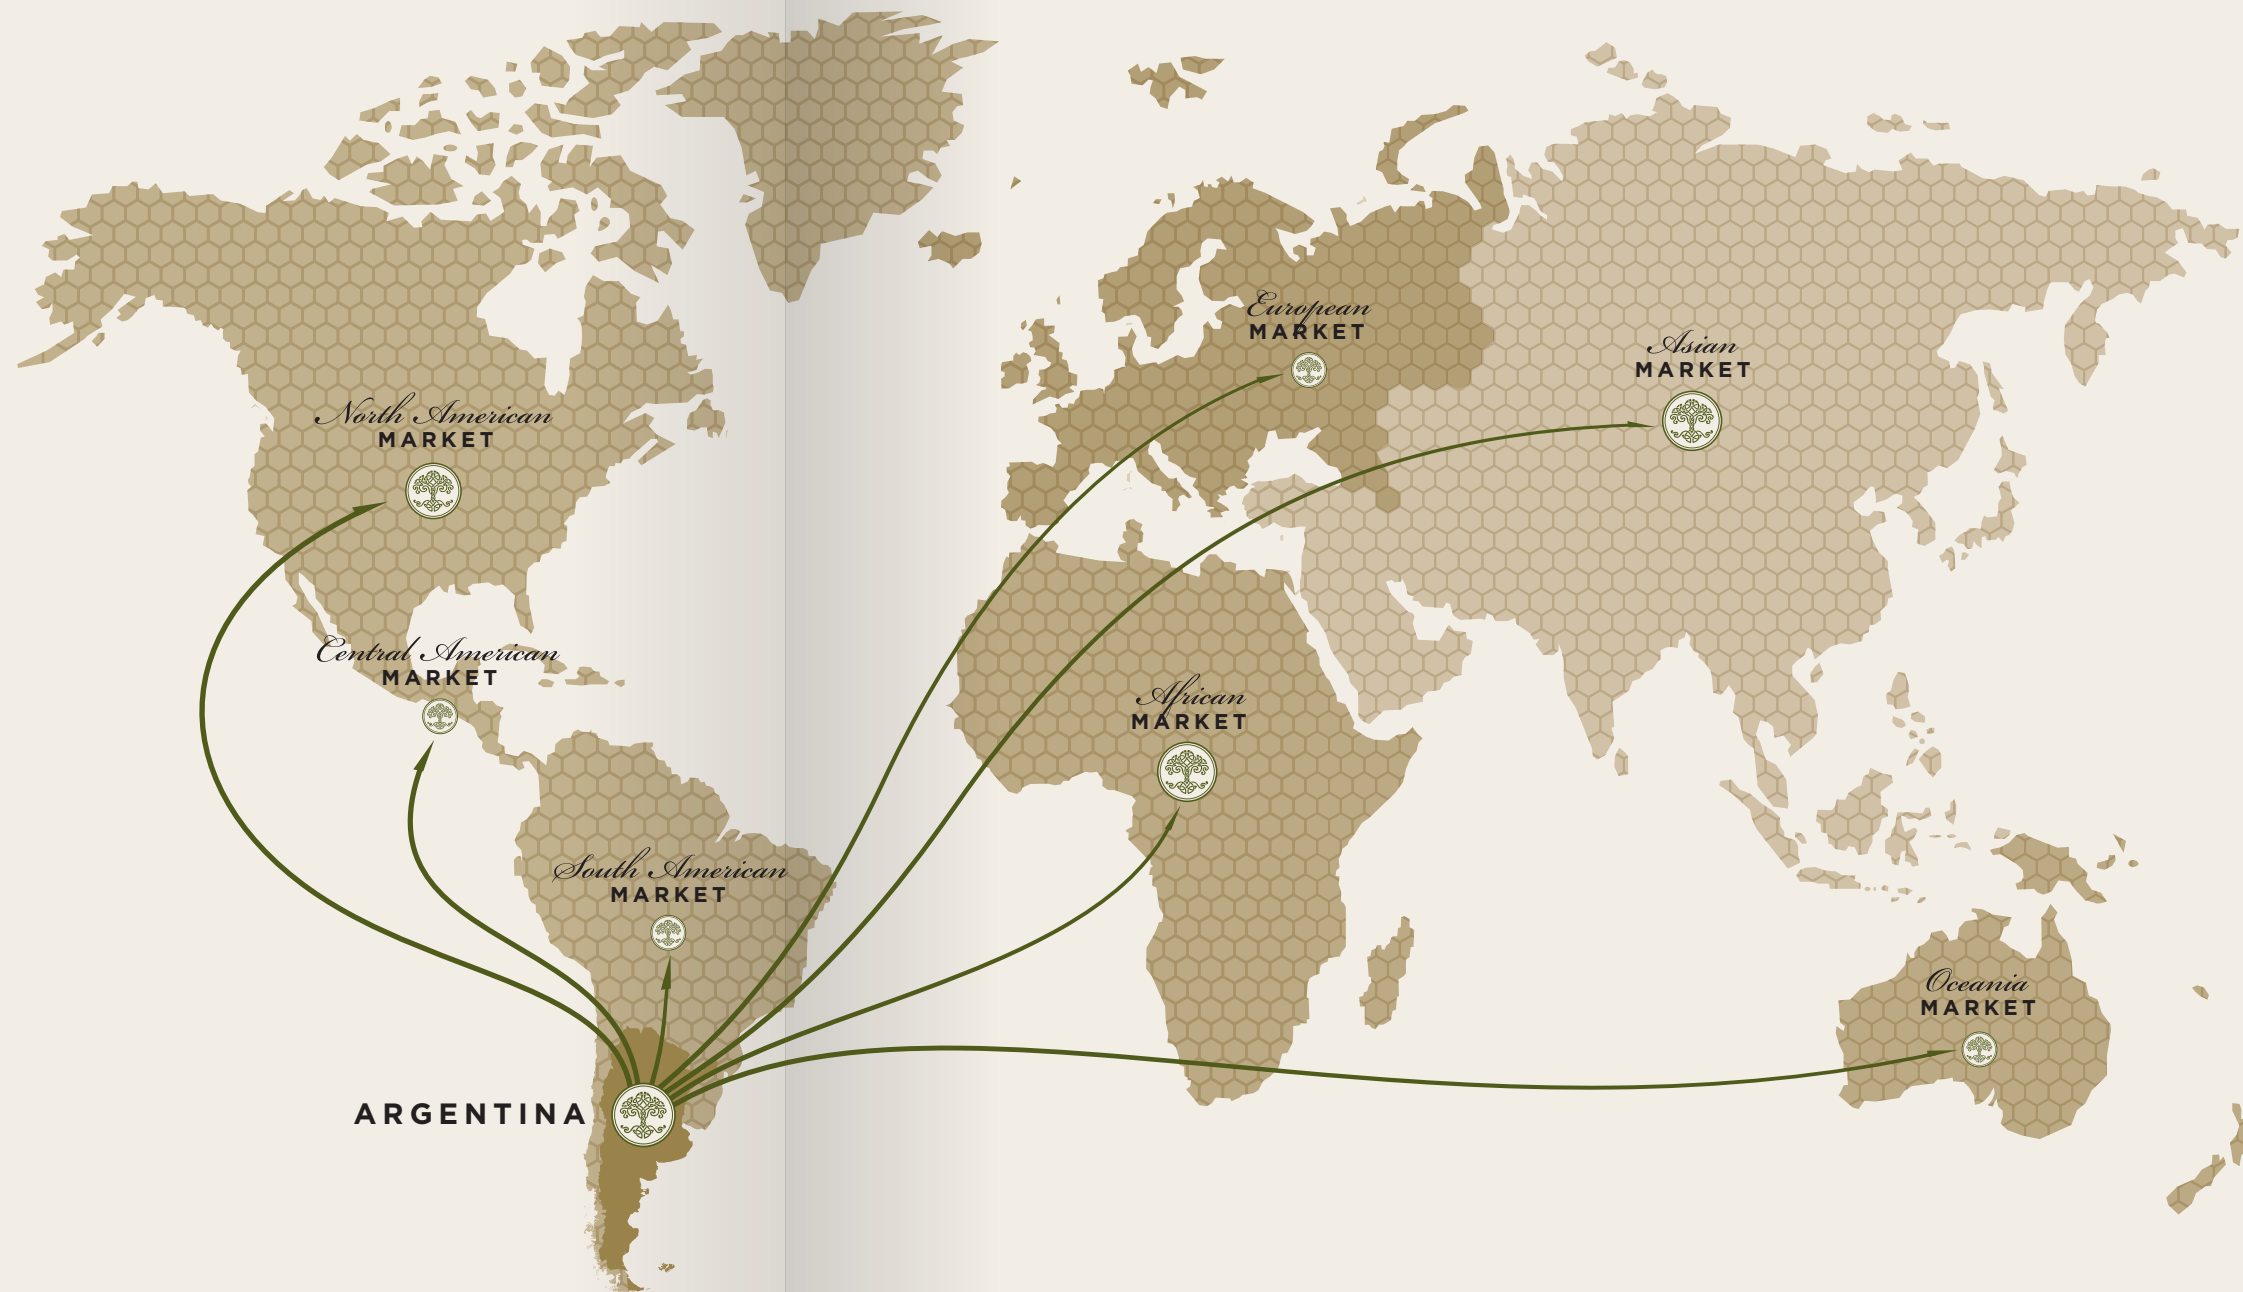 European
MARKET
Asian
MARKET
North American
MARKET
Central American
MARKET
African
MARKET
South American
MARKET
Oceania
MARKET
ARGENTINA